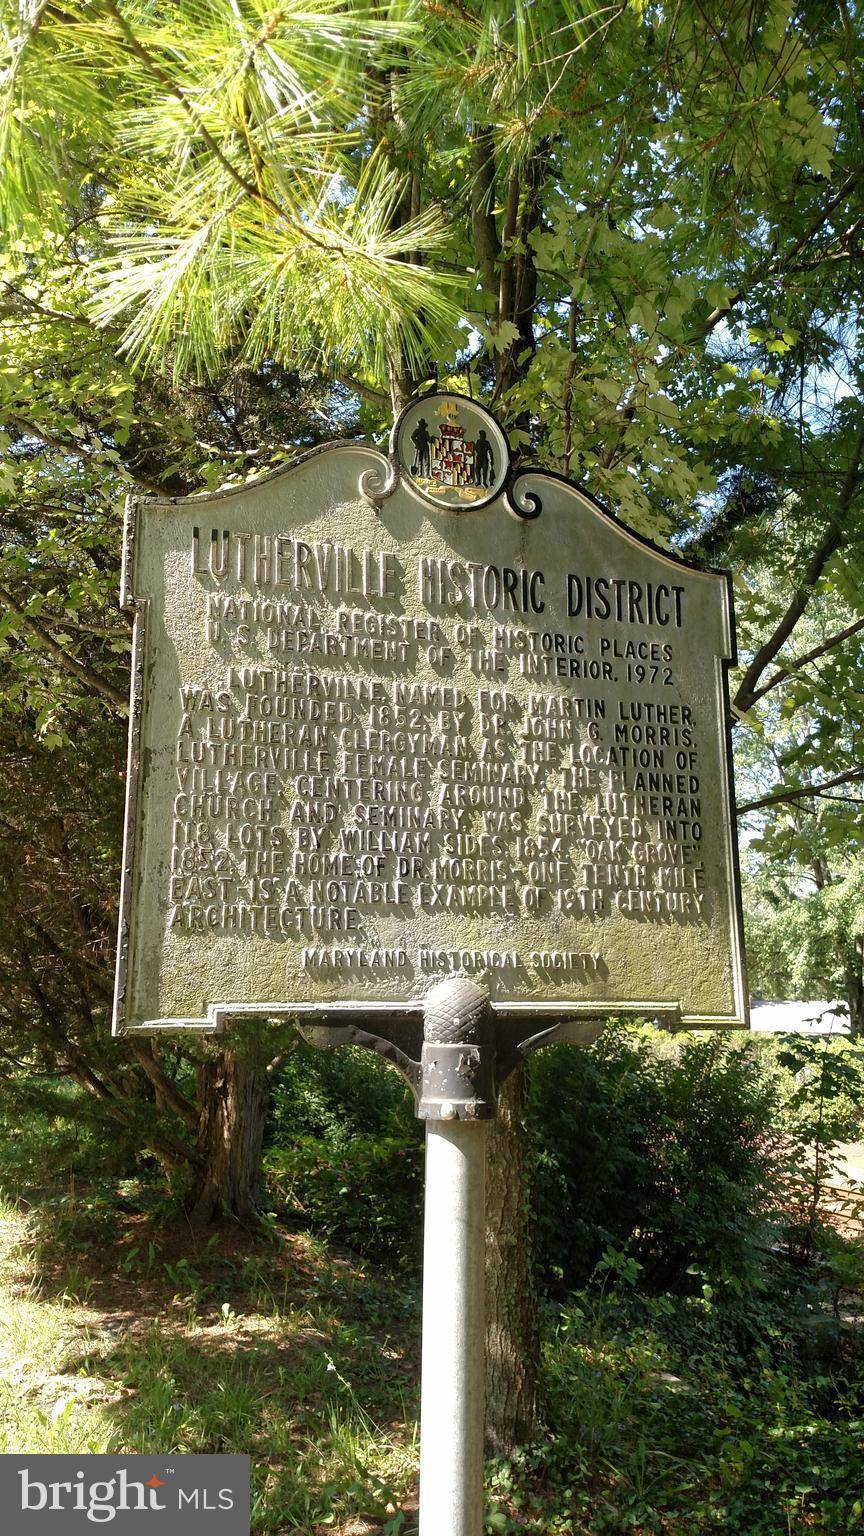 LUTHERVILLE HISTORIC DISTRICT
NATIONAL REGISTER OF HISTORIC PLACES
U.S. DEPARTMENT OF THE INTERIOR, 1972
LUTHERVILLE, NAMED FOR MARTIN LUTHER,
WAS FOUNDED, 1852, BY DR. JOHN G. MORRIS,
A LUTHERAN CLERGYMAN, AS THE LOCATION OF
LUTHERVILLE FEMALE SEMINARY. THE PLANNED
VILLAGE, CENTERING AROUND THE LUTHERAN
CHURCH AND SEMINARY, WAS SURVEYED INTO
118 LOTS BY WILLIAM SIDES, 1854. "OAK GROVE",
1852, THE HOME OF DR. MORRIS-ONE TENTH MILE
EAST-IS A NOTABLE EXAMPLE OF 19TH CENTURY
ARCHITECTURE.
MARYLAND HISTORICAL SOCIETY
bright™ MLS